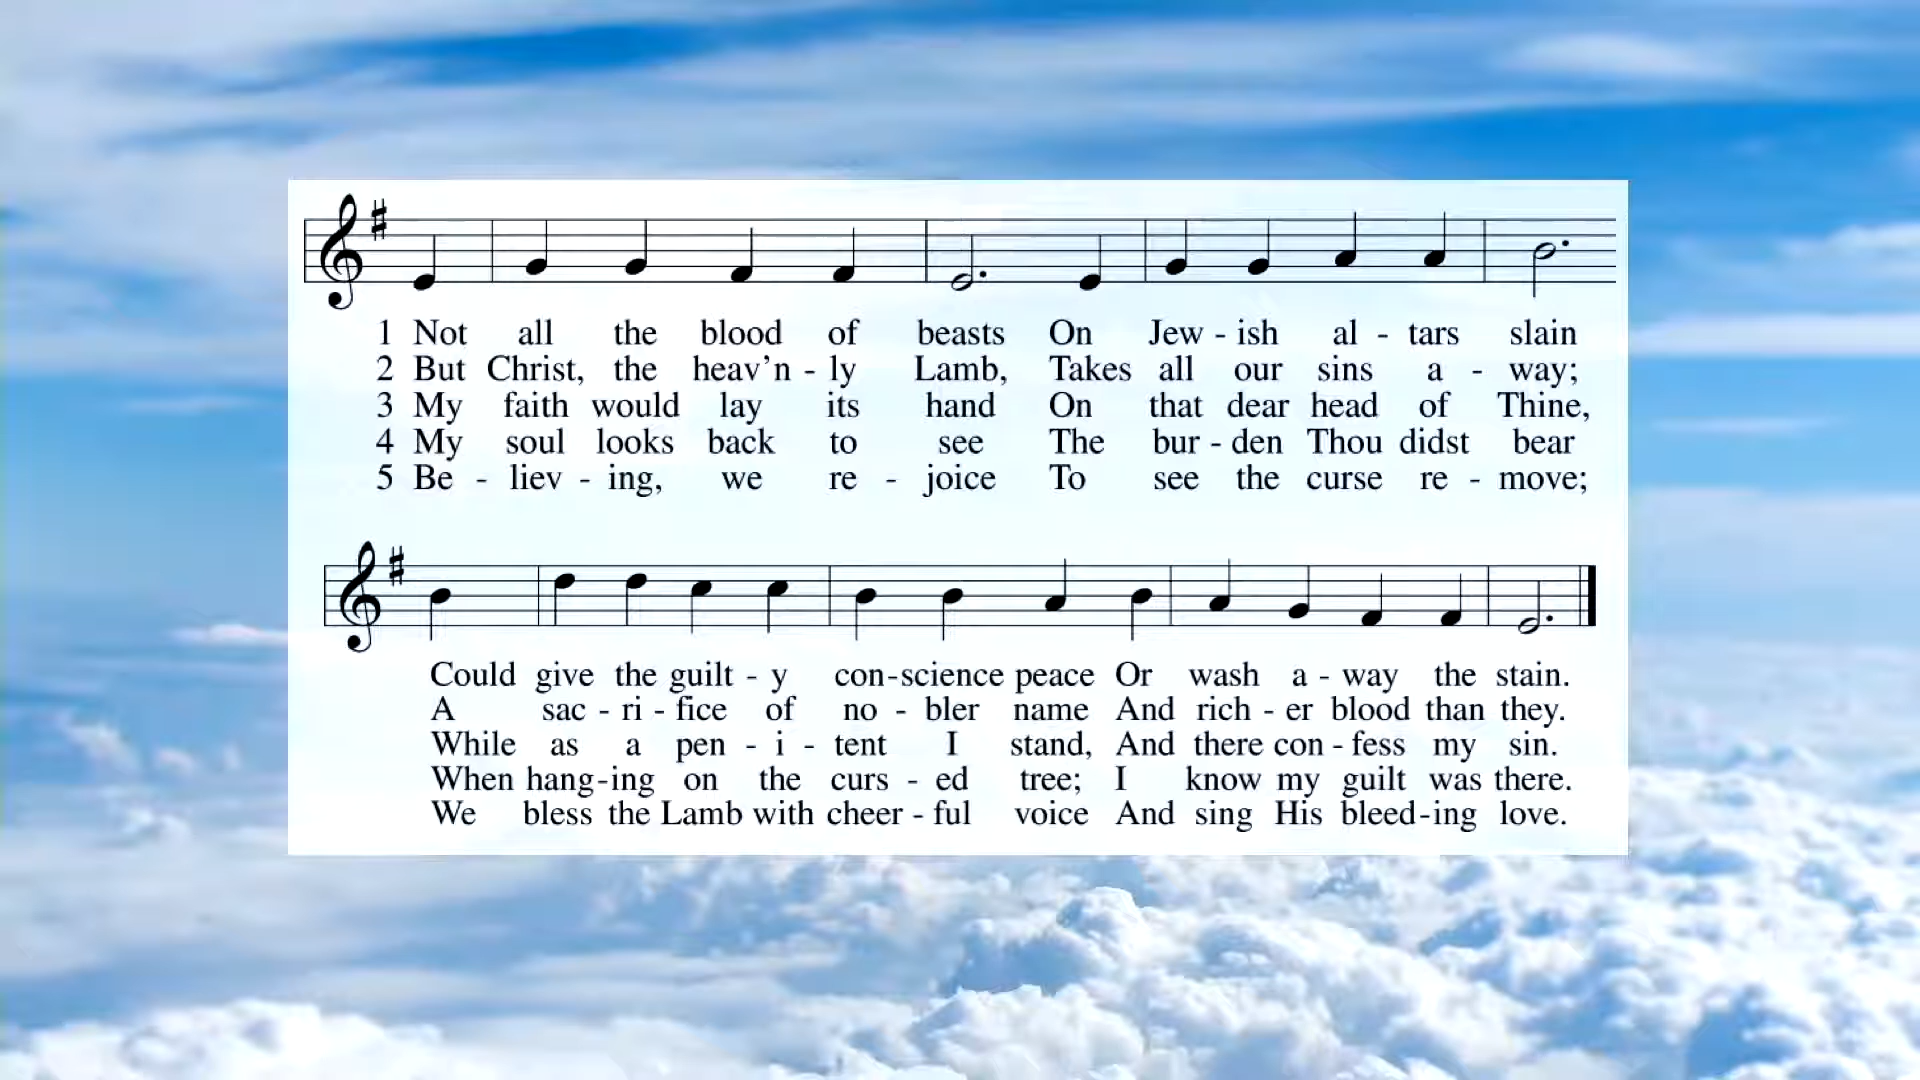 1 Not all the blood of beasts On Jew - ish al - tars slain
2 But Christ, the heav’n - ly Lamb, Takes all our sins a - way;
3 My faith would lay its hand On that dear head of Thine,
4 My soul looks back to see The bur - den Thou didst bear
5 Be - liev - ing, we re - joice To see the curse re - move;
Could give the guilt - y con - science peace Or wash a - way the stain.
A sac - ri - fice of no - bler name And rich - er blood than they.
While as a pen - i - tent I stand, And there con - fess my sin.
When hang - ing on the curs - ed tree; I know my guilt was there.
We bless the Lamb with cheer - ful voice And sing His bleed - ing love.